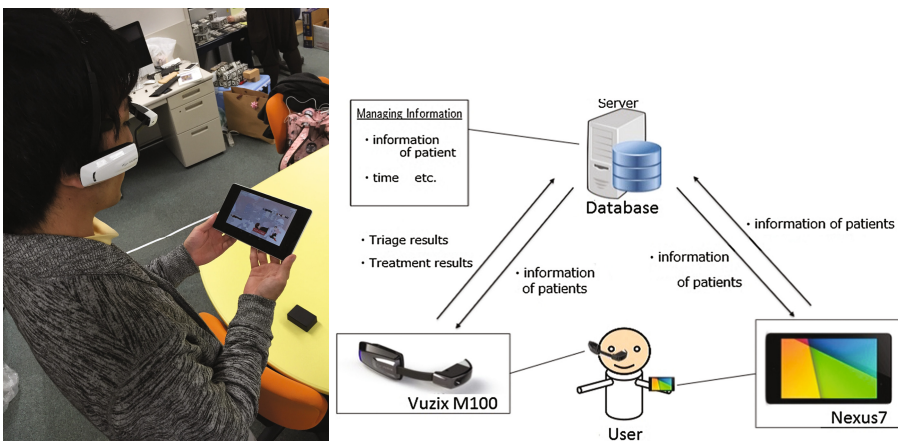 Server
Managing Information
・information
of patient
・time etc.
Database
・information of patients
・Triage results
・Treatment results
・information
of patients
・information
of patients
Vuzix M100
Nexus7
User